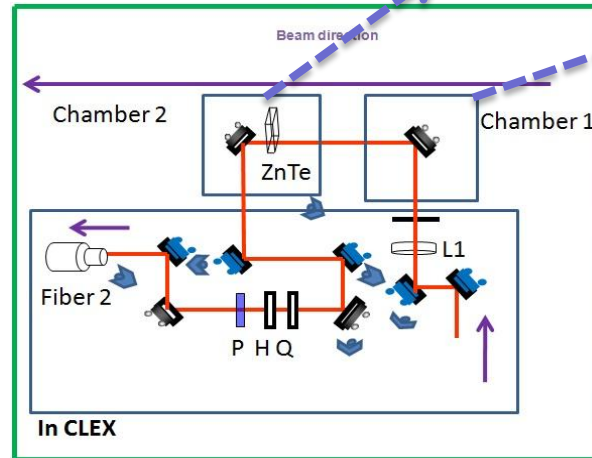 Beam direction
Chamber 2
Chamber 1
ZnTe
L1
Fiber 2
P H Q
In CLEX